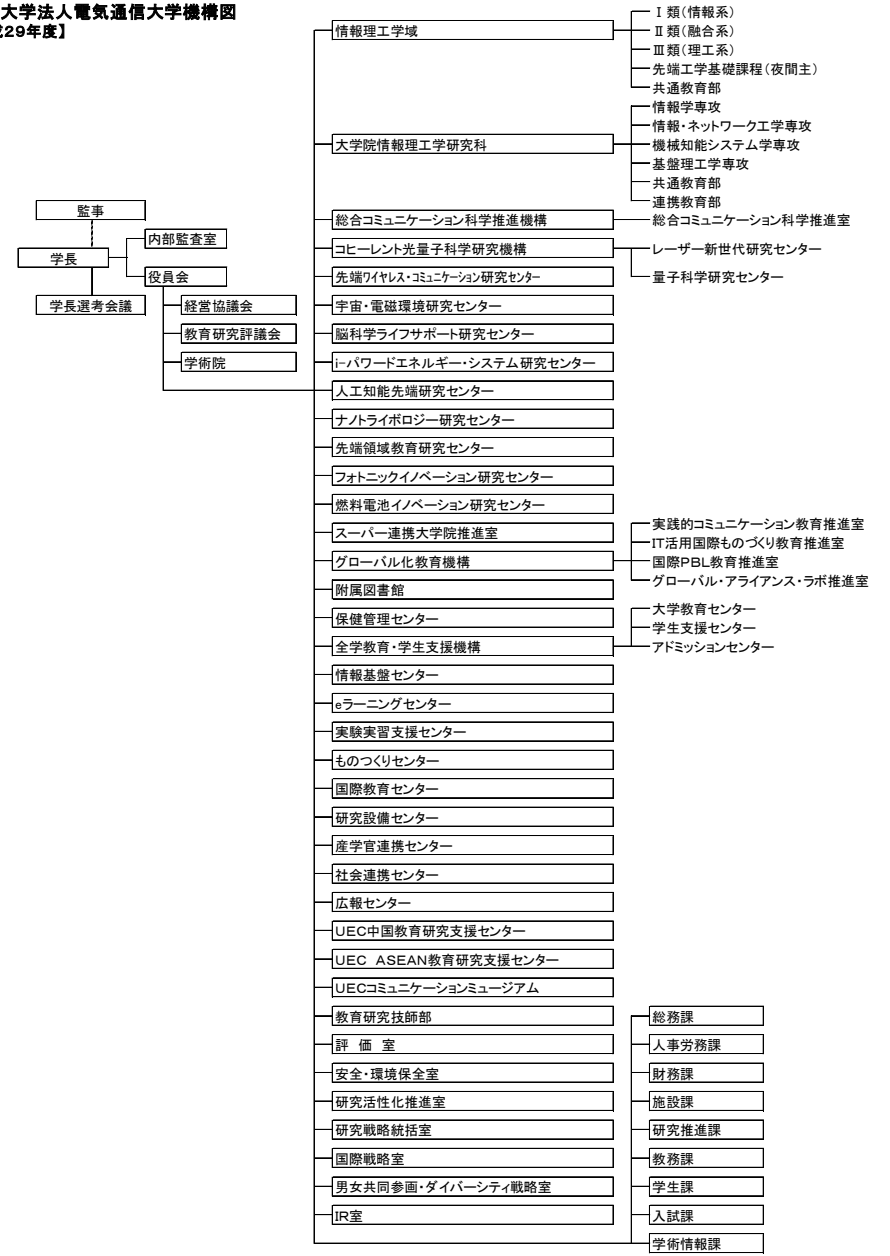 大学法人電気通信大学機構図
29年度】
監事
学長
学長選考会議
内部監査室
役員会
経営協議会
教育研究評議会
学術院
情報理工学域
Ⅰ類(情報系)
Ⅱ類(融合系)
Ⅲ類(理工系)
先端工学基礎課程(夜間主)
共通教育部
大学院情報理工学研究科
情報学専攻
情報・ネットワーク工学専攻
機械知能システム学専攻
基盤理工学専攻
共通教育部
連携教育部
総合コミュニケーション科学推進機構
総合コミュニケーション科学推進室
コヒーレント光量子科学研究機構
レーザー新世代研究センター
量子科学研究センター
先端ワイヤレス・コミュニケーション研究センター
宇宙・電磁環境研究センター
脳科学ライフサポート研究センター
i-パワードエネルギー・システム研究センター
人工知能先端研究センター
ナノトライボロジー研究センター
先端領域教育研究センター
フォトニックイノベーション研究センター
燃料電池イノベーション研究センター
スーパー連携大学院推進室
グローバル化教育機構
実践的コミュニケーション教育推進室
IT活用国際ものづくり教育推進室
国際PBL教育推進室
グローバル・アライアンス・ラボ推進室
附属図書館
保健管理センター
全学教育・学生支援機構
大学教育センター
学生支援センター
アドミッションセンター
情報基盤センター
eラーニングセンター
実験実習支援センター
ものつくりセンター
国際教育センター
研究設備センター
産学官連携センター
社会連携センター
広報センター
UEC中国教育研究支援センター
UEC ASEAN教育研究支援センター
UECコミュニケーションミュージアム
教育研究技師部
評 価 室
安全・環境保全室
研究活性化推進室
研究戦略統括室
国際戦略室
男女共同参画・ダイバーシティ戦略室
IR室
総務課
人事労務課
財務課
施設課
研究推進課
教務課
学生課
入試課
学術情報課